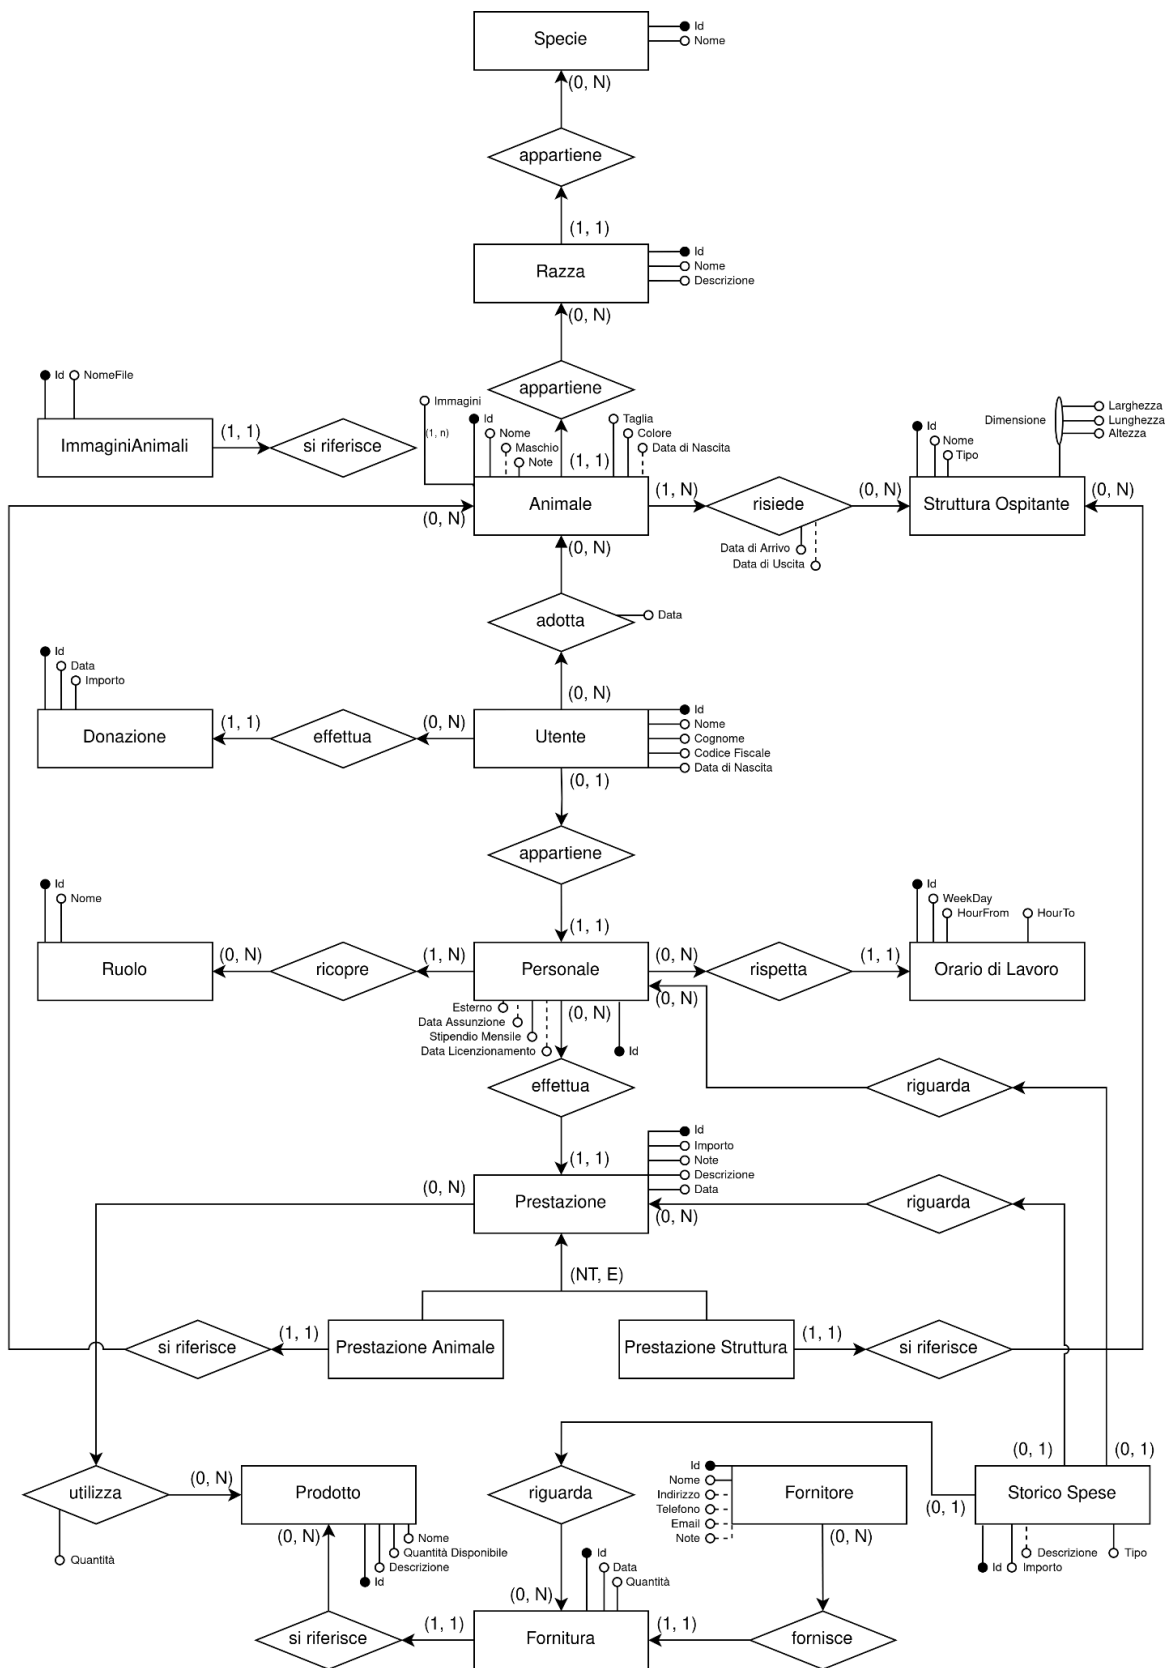 Specie
Id
Nome
(0, N)
appartiene
(1, 1)
Razza
Id
Nome
Descrizione
(0, N)
appartiene
Id
NomeFile
ImmaginiAnimali
(1, 1)
si riferisce
Immagini
(1, n)
Id
Nome
Maschio
Note
(1, 1)
Taglia
Colore
Data di Nascita
Animale
(0, N)
(0, N)
(1, N)
risiede
Data di Arrivo
Data di Uscita
(0, N)
Id
Nome
Tipo
Dimensione
Larghezza
Lunghezza
Altezza
Struttura Ospitante
(0, N)
adotta
Data
(0, N)
Id
Data
Importo
Donazione
(1, 1)
effettua
(0, N)
Utente
Id
Nome
Cognome
Codice Fiscale
Data di Nascita
(0, 1)
appartiene
(1, 1)
Id
Nome
Ruolo
(0, N)
ricopre
(1, N)
Personale
(0, N)
rispetta
(1, 1)
Id
WeekDay
HourFrom
HourTo
Orario di Lavoro
(0, N)
Esterno
Data Assunzione
Stipendio Mensile
Data Licenzionamento
(0, N)
Id
effettua
riguarda
(1, 1)
Id
Importo
Note
Descrizione
Data
(0, N)
Prestazione
(0, N)
riguarda
(NT, E)
si riferisce
(1, 1)
Prestazione Animale
Prestazione Struttura
(1, 1)
si riferisce
utilizza
Quantità
(0, N)
Prodotto
(0, N)
Nome
Quantità Disponibile
Descrizione
Id
riguarda
Id
Nome
Indirizzo
Telefono
Email
Note
Fornitore
(0, N)
(0, 1)
(0, 1)
(0, 1)
Storico Spese
Id
Importo
Descrizione
Tipo
si riferisce
(1, 1)
(0, N)
Id
Data
Quantità
Fornitura
(1, 1)
fornisce